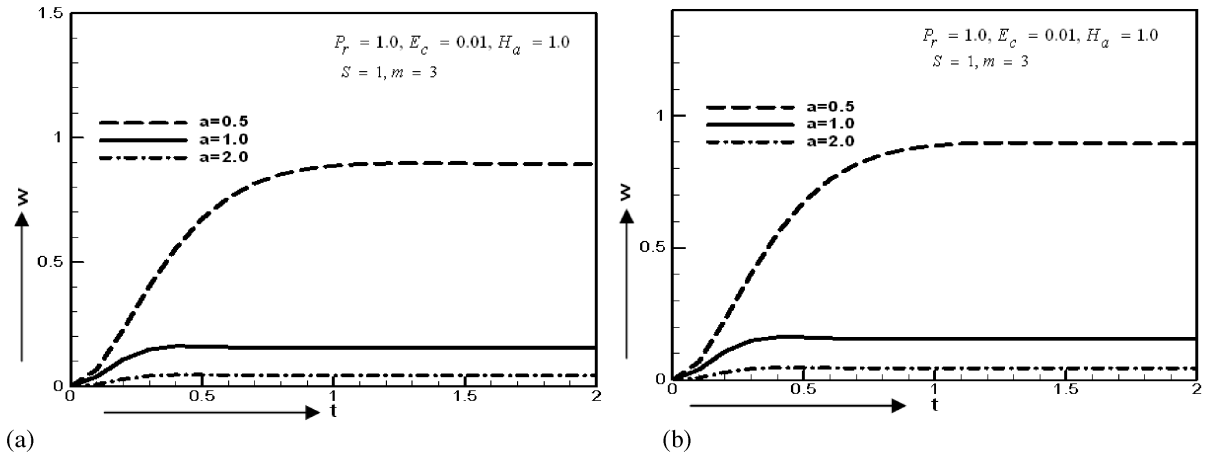 1.5
P_r = 1.0, E_c = 0.01, H_a = 1.0
S = 1, m = 3
a=0.5
a=1.0
a=2.0
1
0.5
0
w
0.5
1
1.5
2
t
(a)
P_r = 1.0, E_c = 0.01, H_a = 1.0
S = 1, m = 3
a=0.5
a=1.0
a=2.0
1
0.5
0
w
0.5
1
1.5
2
t
(b)